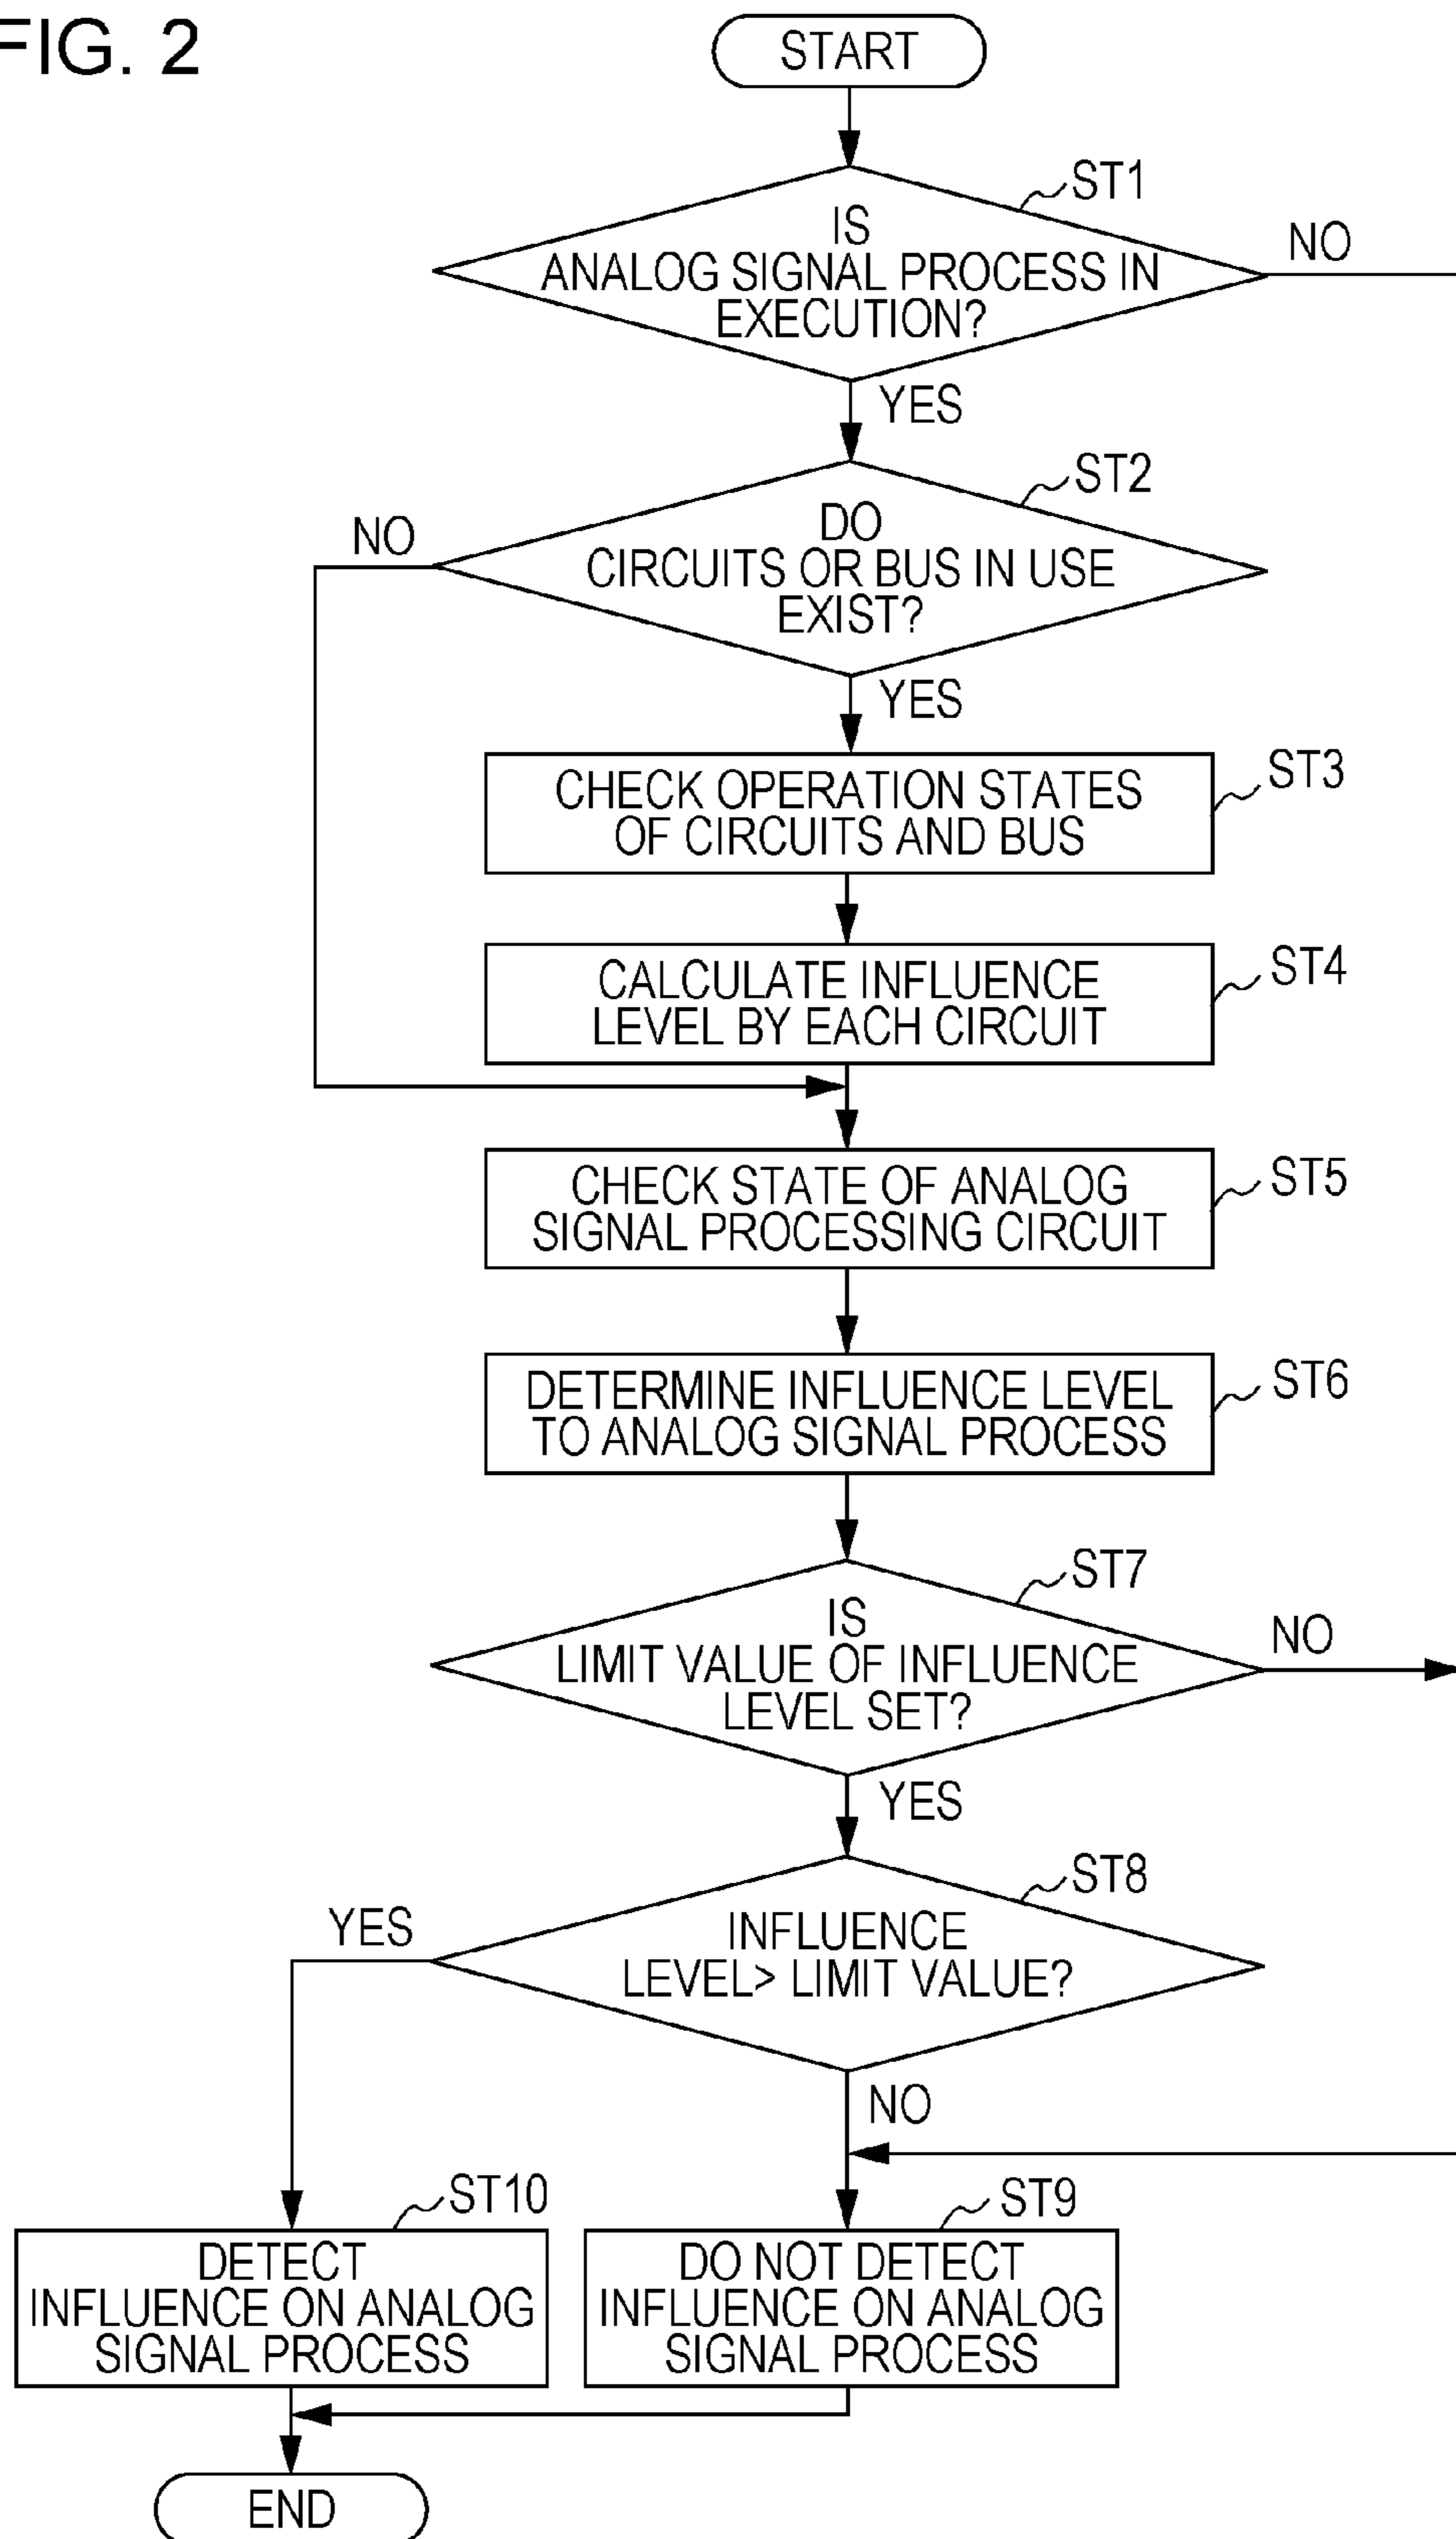 FIG. 2
START
ST1
IS
ANALOG SIGNAL PROCESS IN
EXECUTION?
NO
YES
ST2
DO
CIRCUITS OR BUS IN USE
EXIST?
NO
YES
CHECK OPERATION STATES
OF CIRCUITS AND BUS
ST3
CALCULATE INFLUENCE
LEVEL BY EACH CIRCUIT
ST4
CHECK STATE OF ANALOG
SIGNAL PROCESSING CIRCUIT
ST5
DETERMINE INFLUENCE LEVEL
TO ANALOG SIGNAL PROCESS
ST6
ST7
IS
LIMIT VALUE OF INFLUENCE
LEVEL SET?
NO
YES
ST8
INFLUENCE
LEVEL> LIMIT VALUE?
YES
NO
ST10
DETECT
INFLUENCE ON ANALOG
SIGNAL PROCESS
ST9
DO NOT DETECT
INFLUENCE ON ANALOG
SIGNAL PROCESS
END